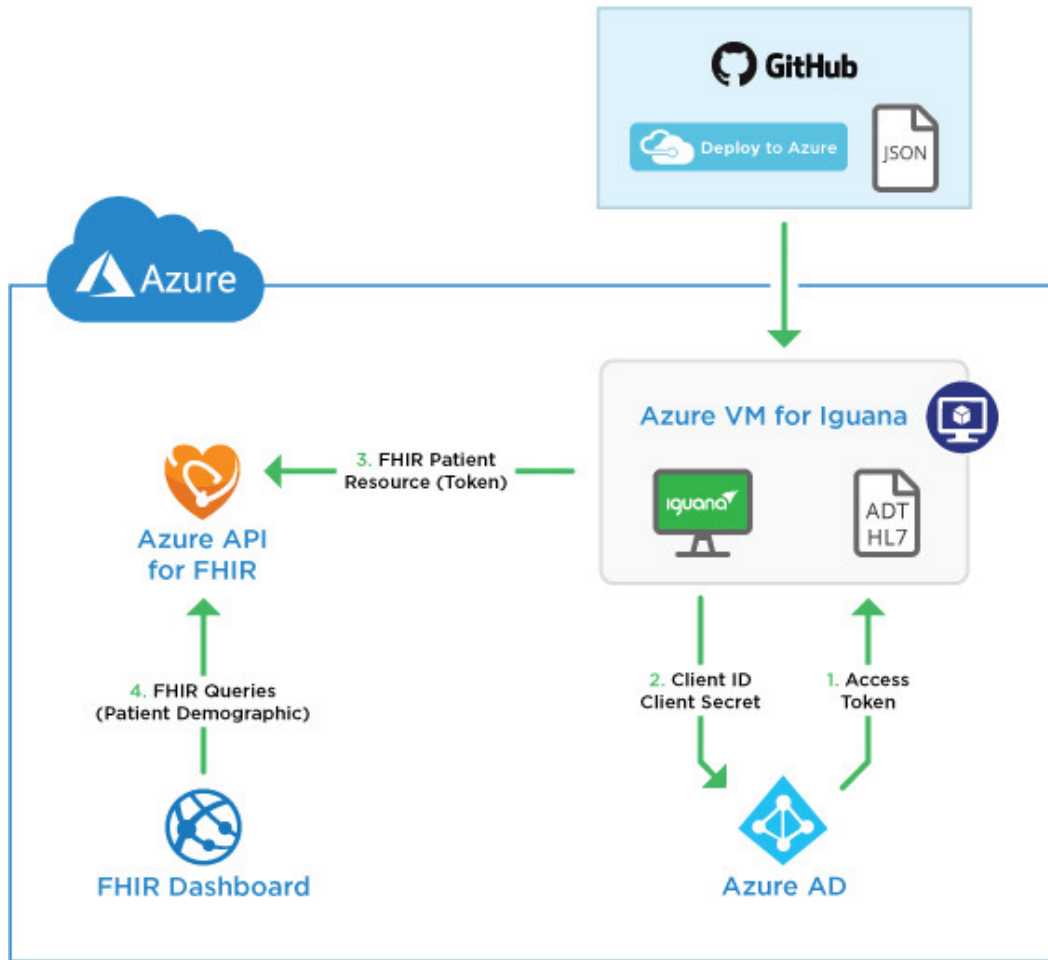 GitHub
Deploy to Azure
JSON
Azure
Azure VM for Iguana
iguana
ADT
HL7
3. FHIR Patient
Resource (Token)
Azure API
for FHIR
4. FHIR Queries
(Patient Demographic)
2. Client ID
Client Secret
1. Access
Token
FHIR Dashboard
Azure AD